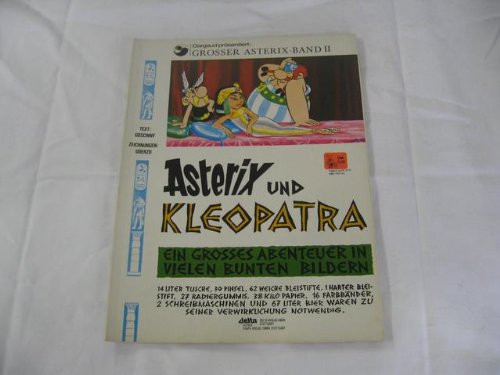 Dargaud präsentiert:
GROSSER ASTERIX-BAND II
TEXT:
GOSCINNY
ZEICHNUNGEN:
UDERZO
Asterix UND
KLEOPATRA
EIN GROSSES ABENTEUER IN
VIELEN BUNTEN BILDERN
14 LITER TUSCHE, 30 PINSEL, 62 WEICHE BLEISTIFTE, 1 HARTER BLEI-
STIFT, 27 RADIERGUMMIS, 38 KILO PAPIER, 16 FARBBÄNDER,
2 SCHREIBMASCHINEN UND 67 LITER BIER WAREN ZU
SEINER VERWIRKLICHUNG NOTWENDIG.
delta